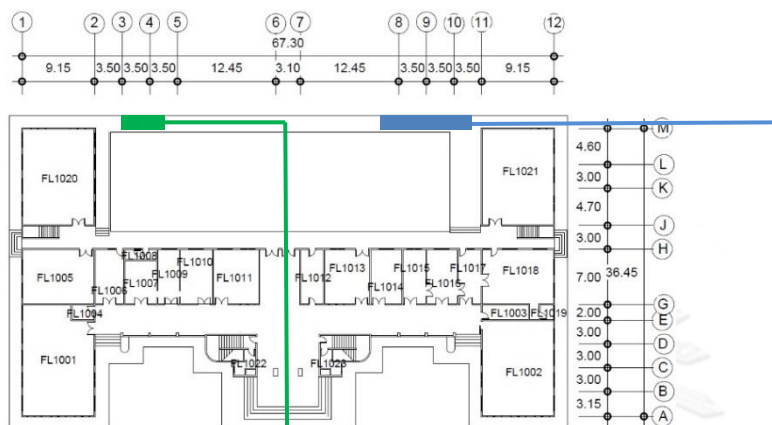 1 2 3 4 5 6 7 8 9 10 11 12
67.30
9.15 3.50 3.50 3.50 12.45 3.10 12.45 3.50 3.50 3.50 9.15
M
4.60
L
FL1020 FL1021
3.00
K
4.70
J
3.00
H
FL1008
FL1005 FL1006 FL1007 FL1009 FL1010 FL1011 FL1012 FL1013 FL1014 FL1015 FL1016 FL1017 FL1018
7.00 36.45
G
FL1004 FL1003 FL1019
2.00
E
3.00
D
3.00
FL1001 FL1022 FL1023 FL1002
C
3.00
B
3.15
A